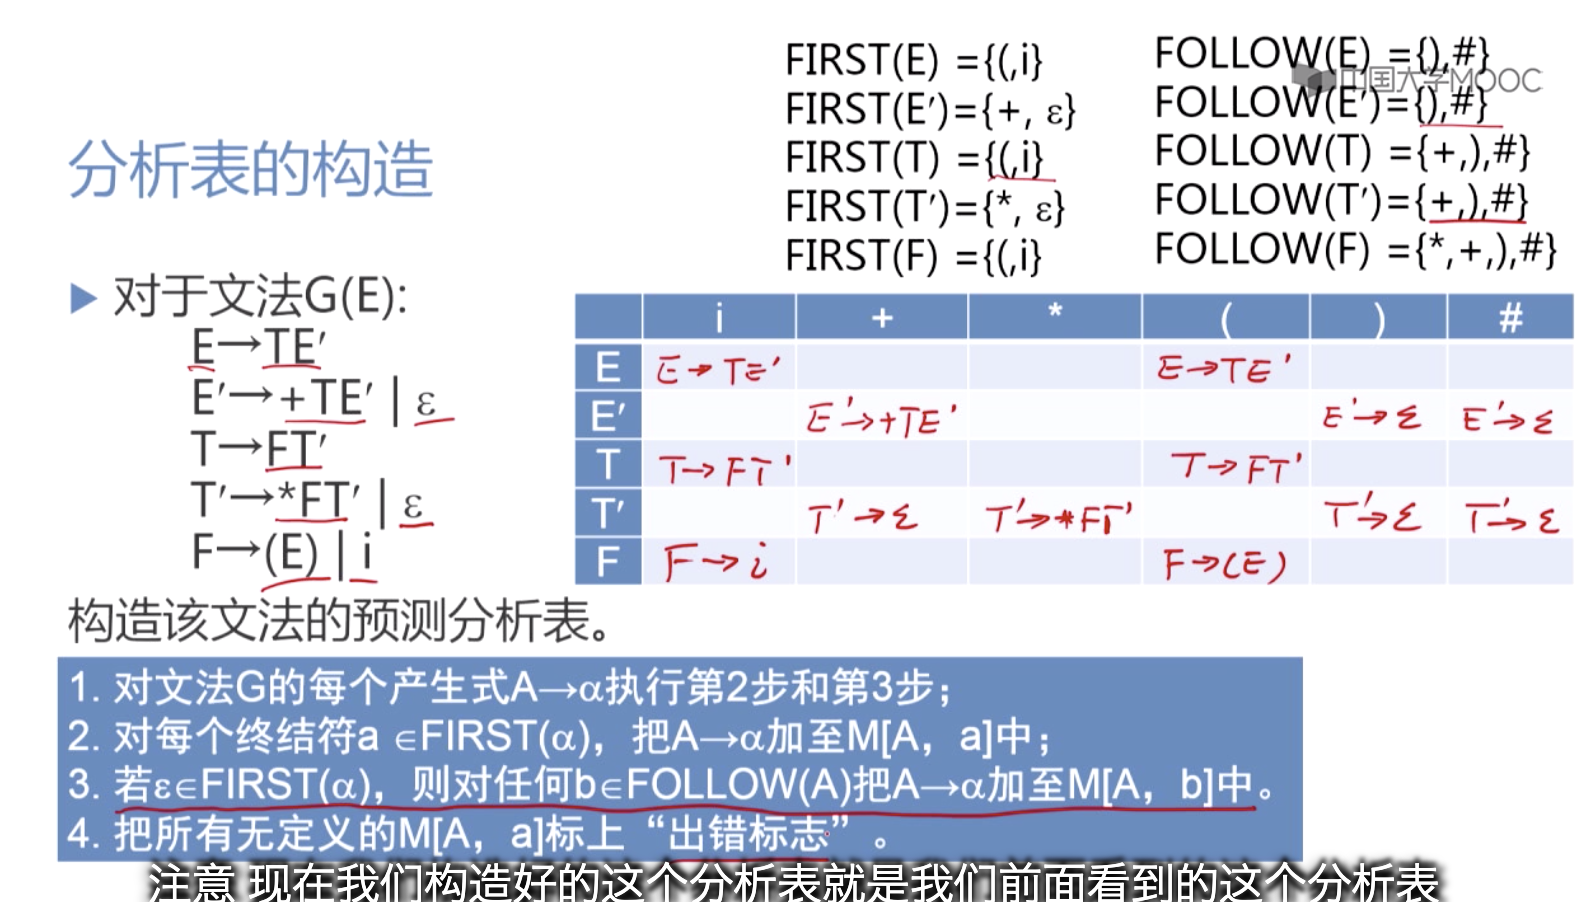 FIRST(E) ={(,i}
FIRST(E′)={+, ε}
FIRST(T) ={(,i}
FIRST(T′)={*, ε}
FIRST(F) ={(,i}
FOLLOW(E) ={),#}
中国大学MOOC
FOLLOW(E′)={),#}
FOLLOW(T) ={+,),#}
FOLLOW(T′)={+,),#}
FOLLOW(F) ={*,+,),#}
分析表的构造
对于文法G(E):
E→TE′
E′→+TE′ | ε
T→FT′
T′→*FT′ | ε
F→(E) | i
i + * ( ) #
E E→TE' E→TE'
E′ E'→+TE' E'→ε E'→ε
T T→FT' T→FT'
T′ T'→ε T'→*FT' T'→ε T'→ε
F F→i F→(E)
构造该文法的预测分析表。
1. 对文法G的每个产生式A→α执行第2步和第3步；
2. 对每个终结符a ∈FIRST(α)，把A→α加至M[A，a]中；
3. 若ε∈FIRST(α)，则对任何b∈FOLLOW(A)把A→α加至M[A，b]中。
4. 把所有无定义的M[A，a]标上“出错标志”。
注意 现在我们构造好的这个分析表就是我们前面看到的这个分析表